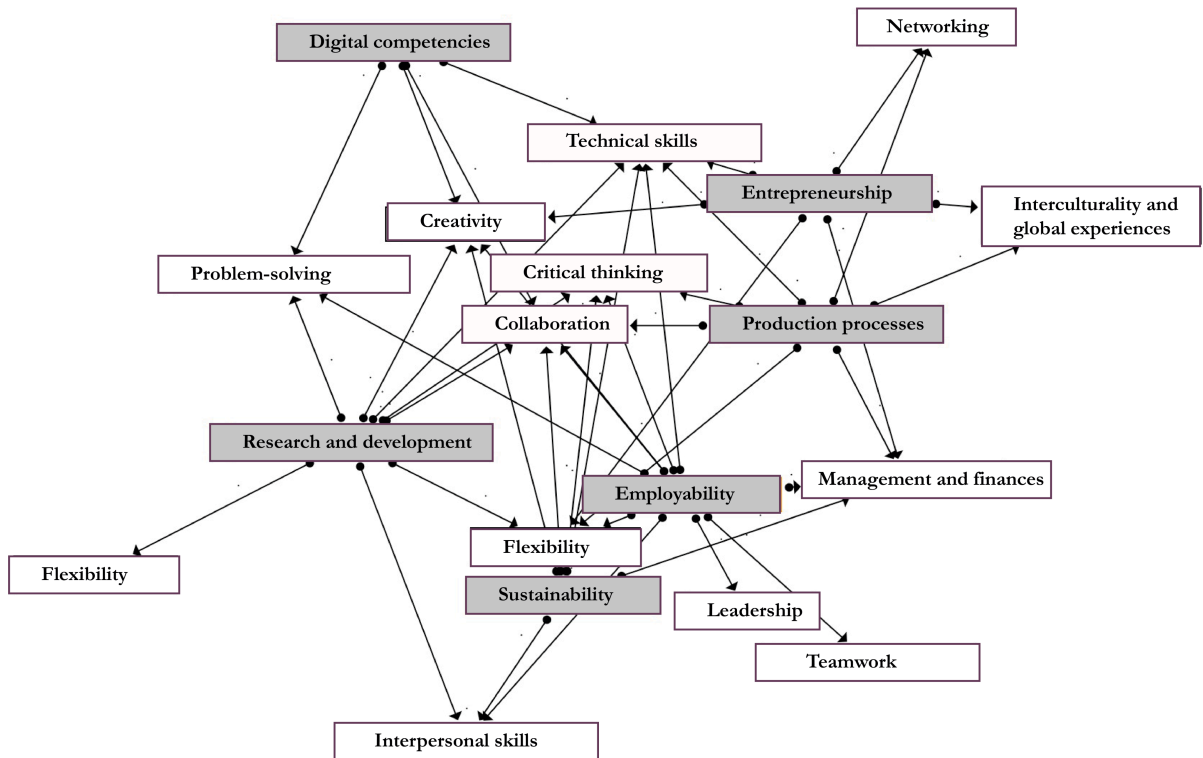 Networking
Digital competencies
Technical skills
Entrepreneurship
Interculturality and
global experiences
Creativity
Problem-solving
Critical thinking
Collaboration
Production processes
Research and development
Management and finances
Employability
Flexibility
Flexibility
Sustainability
Leadership
Teamwork
Interpersonal skills